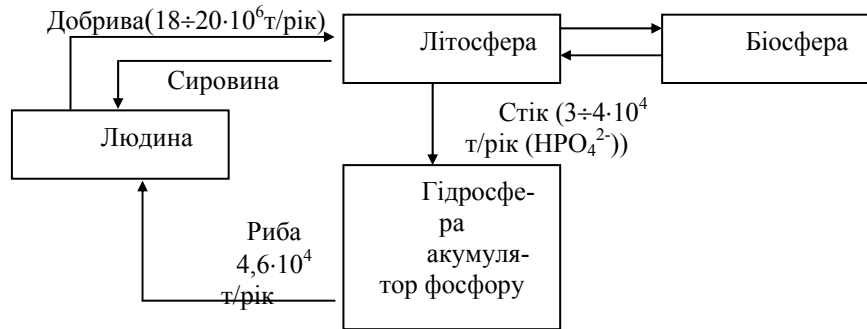 Добрива(18÷20·10⁶т/рік)
Літосфера
Біосфера
Сировина
Стік (3÷4·10⁴
т/рік (HPO₄²⁻))
Людина
Гідросфе-
ра
акумуля-
тор фосфору
Риба
4,6·10⁴
т/рік